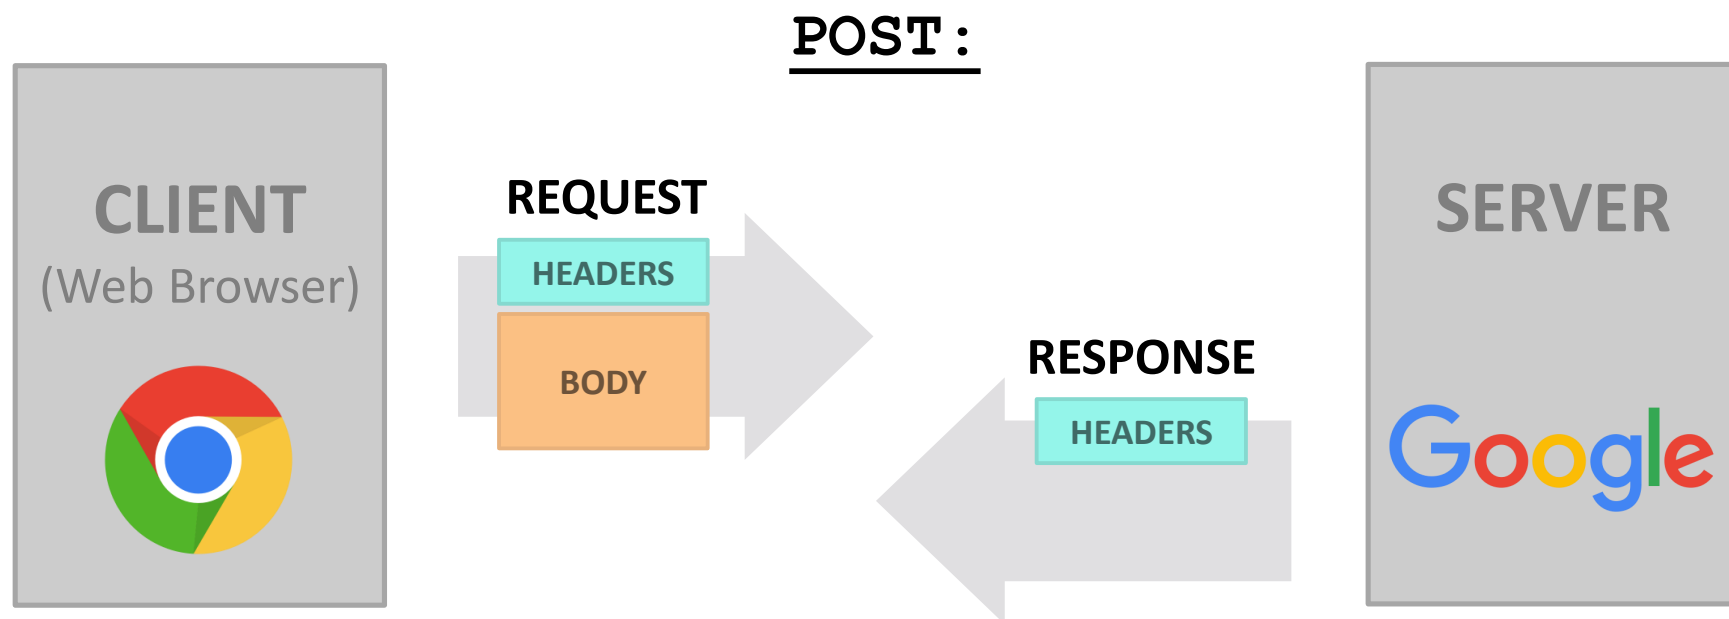 POST:
CLIENT
(Web Browser)
REQUEST
HEADERS
BODY
RESPONSE
HEADERS
SERVER
Google